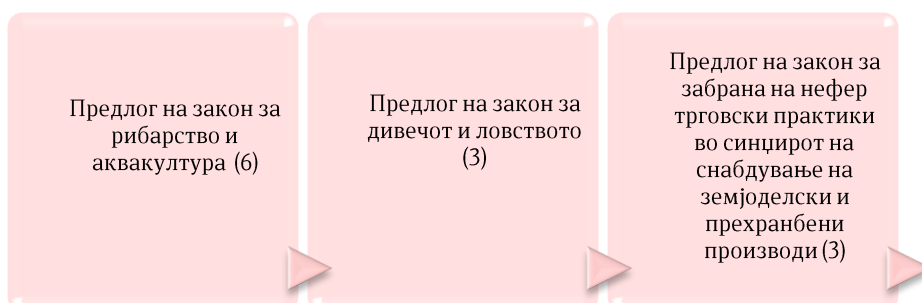 Предлог на закон за
рибарство и
аквакултура (6)
Предлог на закон за
дивечот и ловството
(3)
Предлог на закон за
забрана на нефер
трговски практики
во синџирот на
снабдување на
земјоделски и
прехранбени
производи (3)